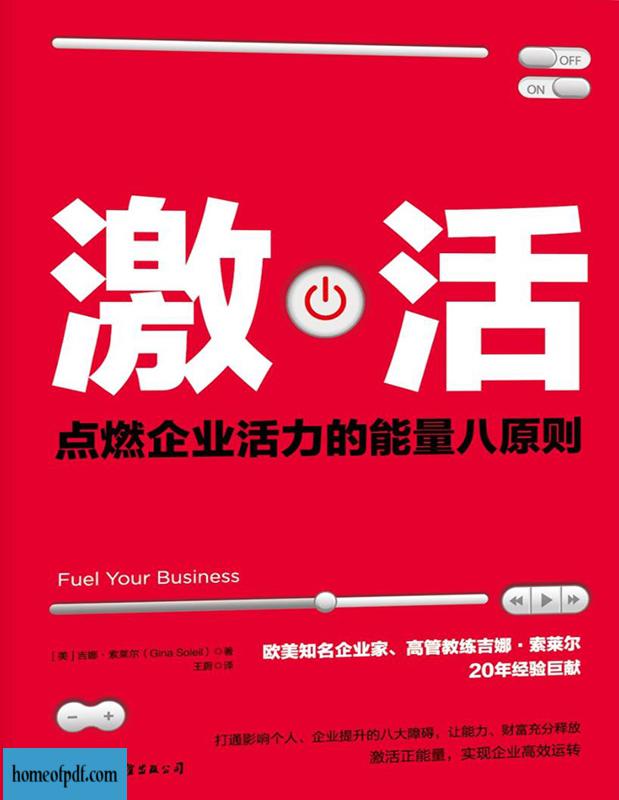 OFF
ON
激活
点燃企业活力的能量八原则
Fuel Your Business
[美]吉娜·索莱尔(Gina Soleil)◎著
王蔚◎译
欧美知名企业家、高管教练吉娜·索莱尔
20年经验巨献
打通影响个人、企业提升的八大障碍，让能力、财富充分释放
激活正能量，实现企业高效运转
出版公司
homeofpdf.com